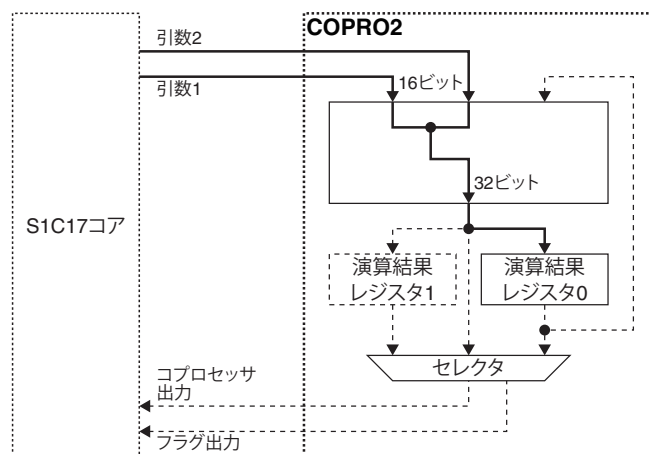 COPRO2
引数2
引数1
16ビット
32ビット
S1C17コア
演算結果
レジスタ1
演算結果
レジスタ0
セレクタ
コプロセッサ
出力
フラグ出力